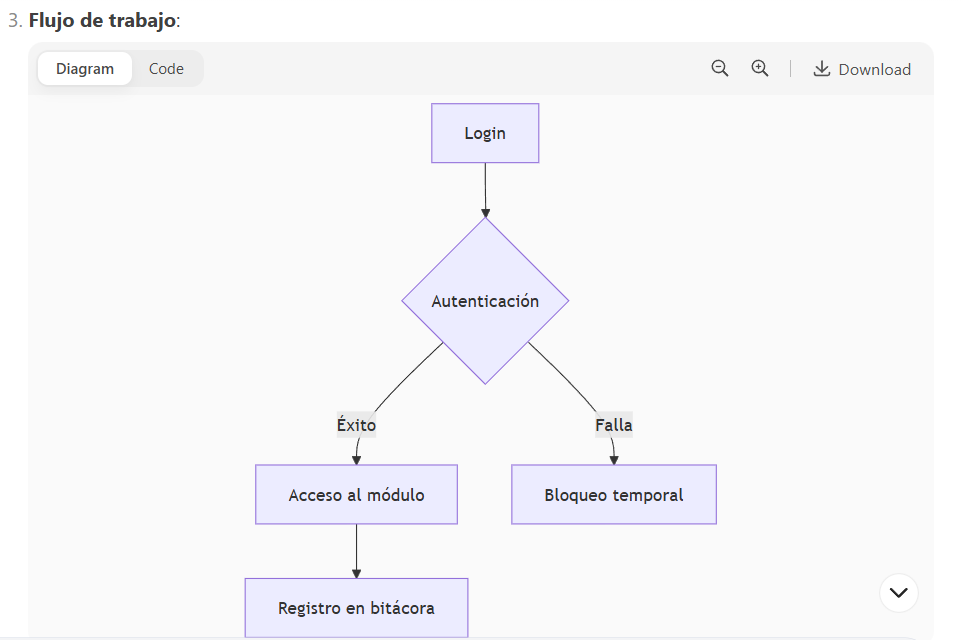 3. Flujo de trabajo:
Diagram Code Download
Login
Autenticación
Éxito Falla
Acceso al módulo Bloqueo temporal
Registro en bitácora